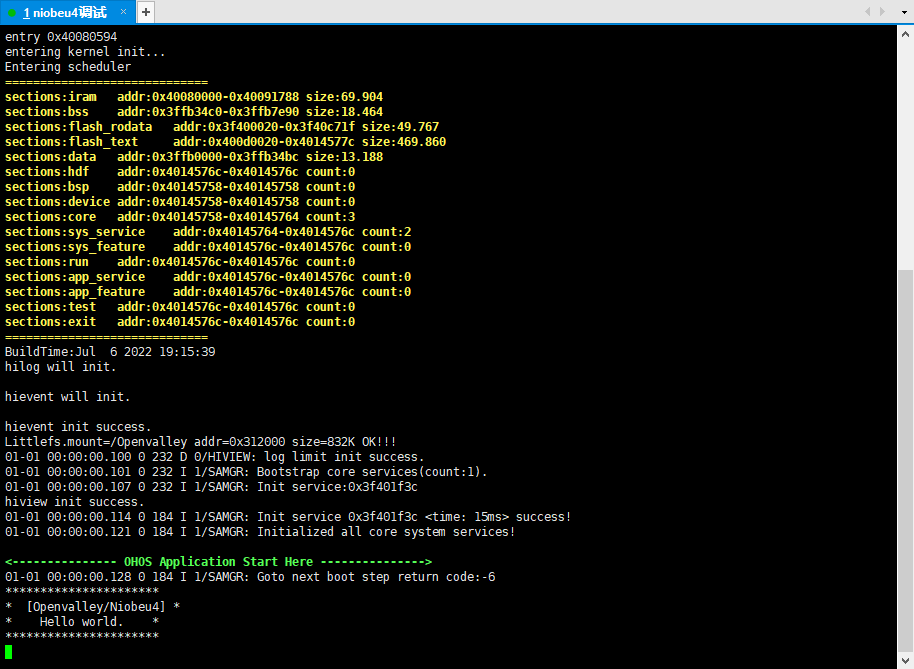 1 niobeu4调试 × +
entry 0x40080594
entering kernel init...
Entering scheduler
=============================
sections:iram   addr:0x40080000-0x40091788 size:69.904
sections:bss   addr:0x3ffb34c0-0x3ffb7e90 size:18.464
sections:flash_rodata   addr:0x3f400020-0x3f40c71f size:49.767
sections:flash_text     addr:0x400d0020-0x4014577c size:469.860
sections:data   addr:0x3ffb0000-0x3ffb34bc size:13.188
sections:hdf    addr:0x4014576c-0x4014576c count:0
sections:bsp    addr:0x40145758-0x40145758 count:0
sections:device addr:0x40145758-0x40145758 count:0
sections:core   addr:0x40145758-0x40145764 count:3
sections:sys_service    addr:0x40145764-0x4014576c count:2
sections:sys_feature    addr:0x4014576c-0x4014576c count:0
sections:run    addr:0x4014576c-0x4014576c count:0
sections:app_service    addr:0x4014576c-0x4014576c count:0
sections:app_feature    addr:0x4014576c-0x4014576c count:0
sections:test   addr:0x4014576c-0x4014576c count:0
sections:exit   addr:0x4014576c-0x4014576c count:0
=============================
BuildTime:Jul  6 2022 19:15:39
hilog will init.
hievent will init.
hievent init success.
Littlefs.mount=/Openvalley addr=0x312000 size=832K OK!!!
01-01 00:00:00.100 0 232 D 0/HIVIEW: log limit init success.
01-01 00:00:00.101 0 232 I 1/SAMGR: Bootstrap core services(count:1).
01-01 00:00:00.107 0 232 I 1/SAMGR: Init service:0x3f401f3c
hiview init success.
01-01 00:00:00.114 0 184 I 1/SAMGR: Init service 0x3f401f3c <time: 15ms> success!
01-01 00:00:00.121 0 184 I 1/SAMGR: Initialized all core system services!
<--------------- OHOS Application Start Here --------------->
01-01 00:00:00.128 0 184 I 1/SAMGR: Goto next boot step return code:-6
**********************
*  [Openvalley/Niobeu4] *
*    Hello world.    *
**********************